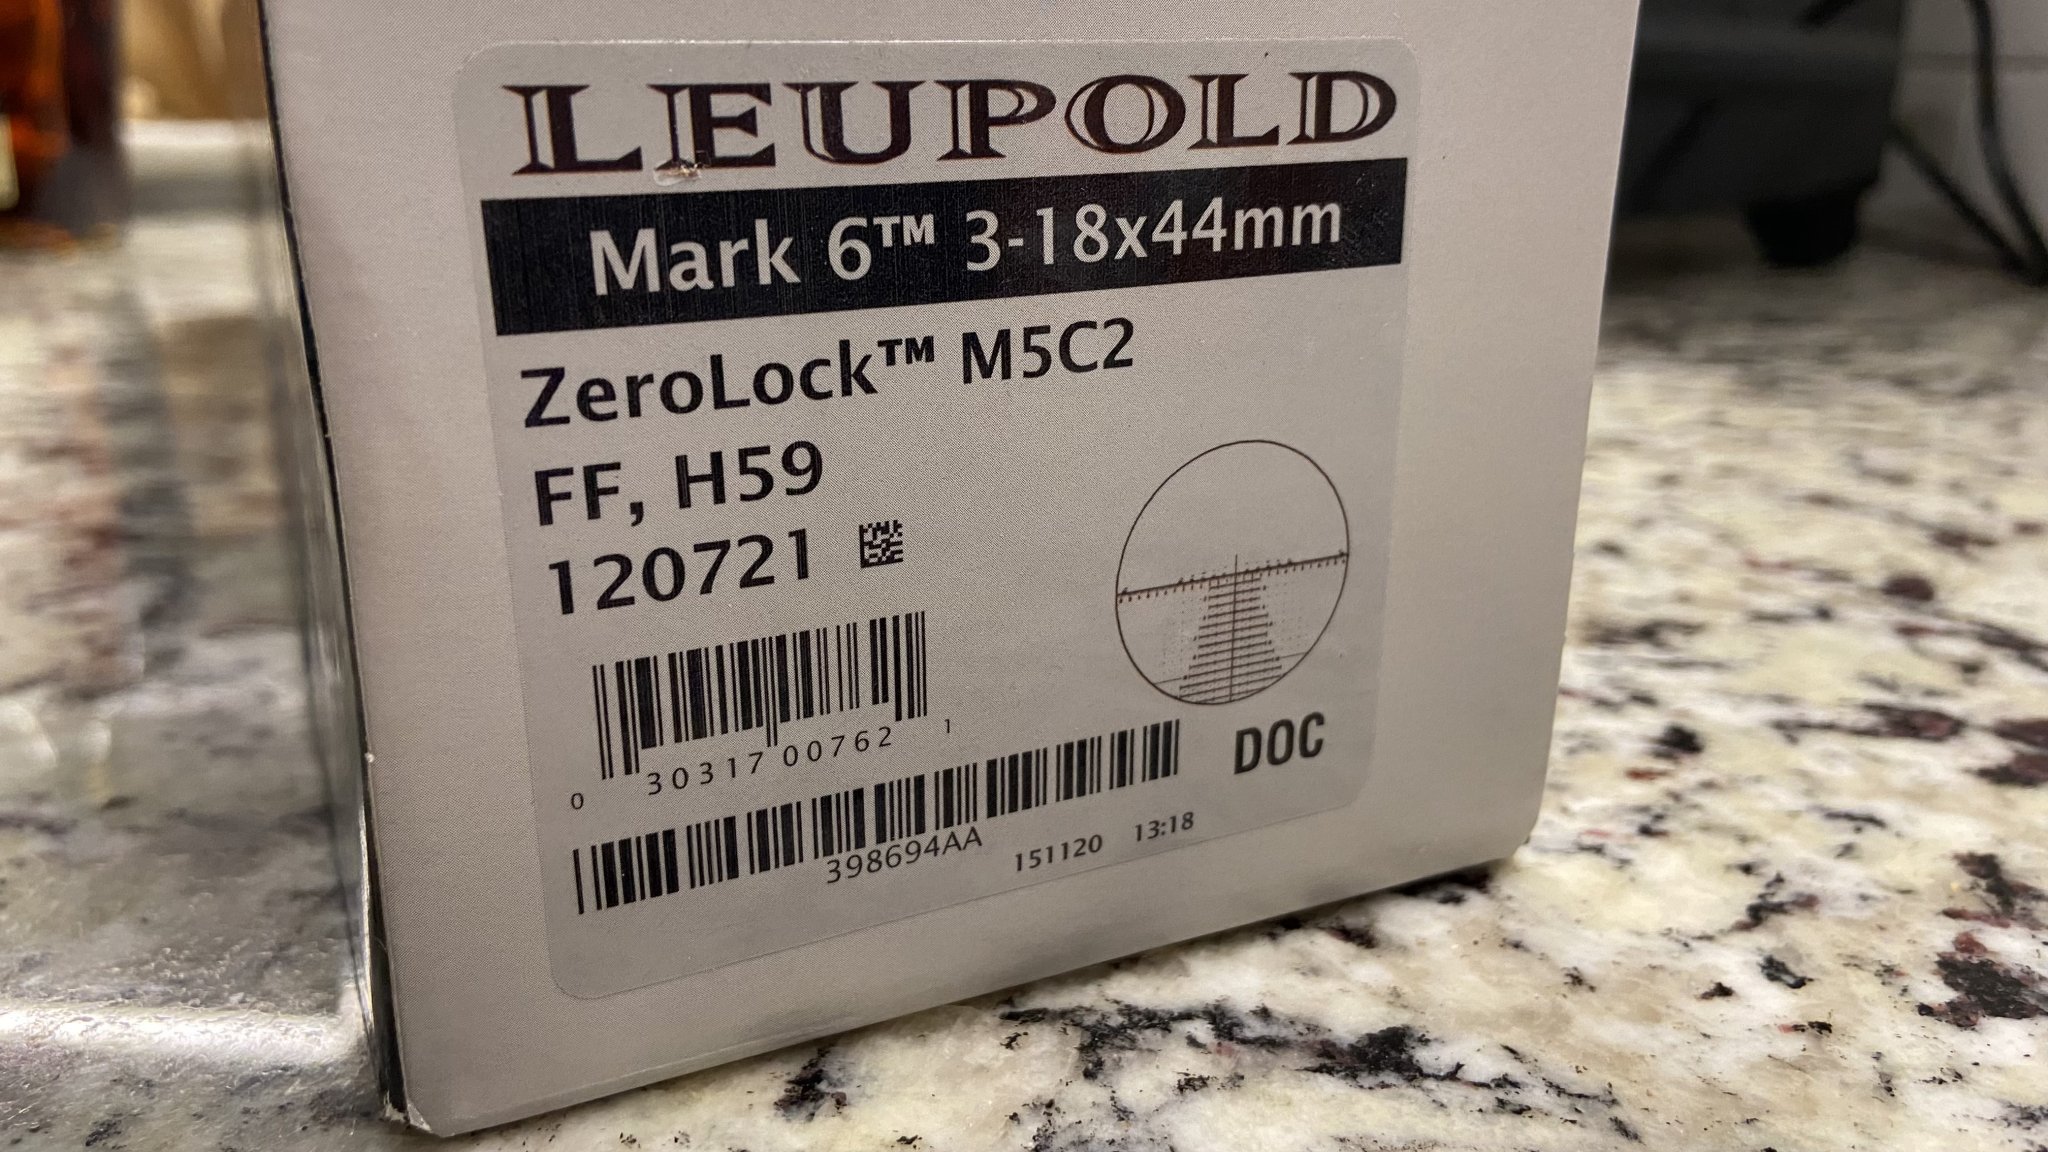 LEUPOLD
Mark 6™ 3-18x44mm
ZeroLock™ M5C2
FF, H59
120721
0 30317 00762 1
DOC
398694AA
151120 13:18